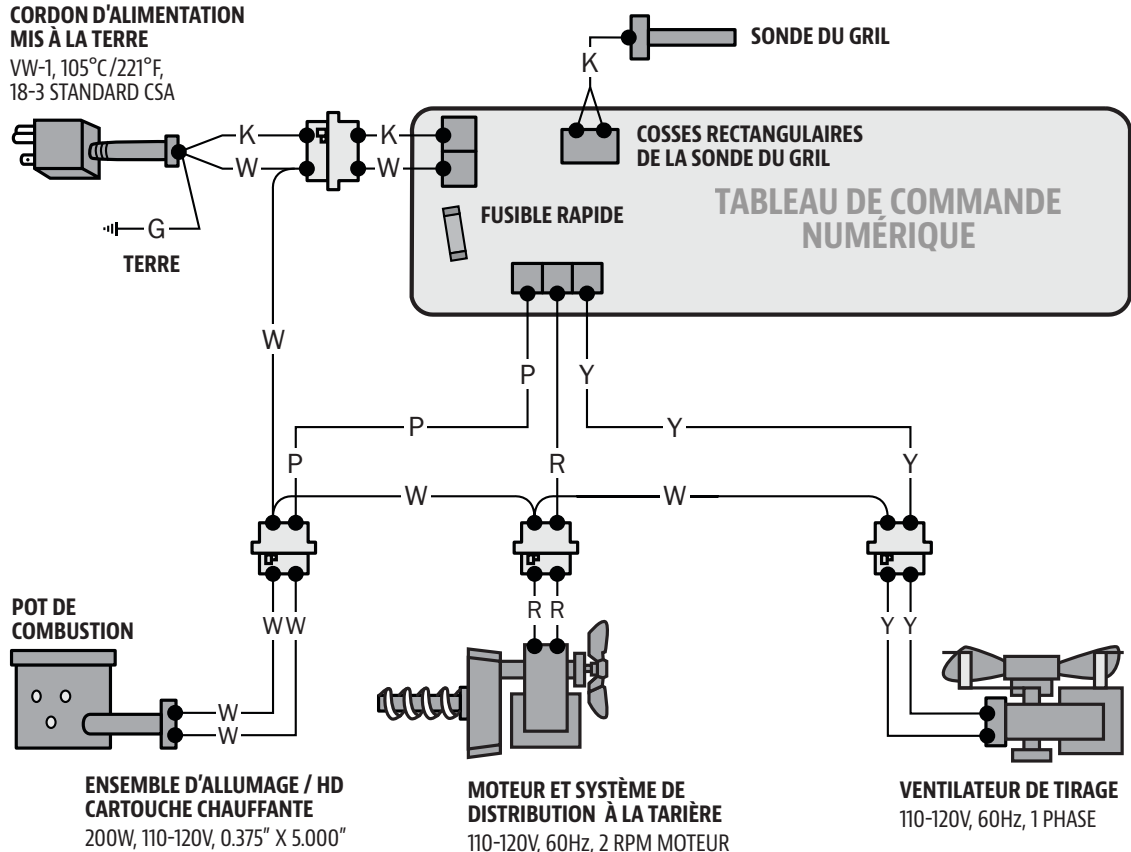 CORDON D'ALIMENTATION
MIS À LA TERRE
VW-1, 105°C/221°F,
18-3 STANDARD CSA
SONDE DU GRIL
K
COSSES RECTANGULAIRES
DE LA SONDE DU GRIL
K
K
W
W
TABLEAU DE COMMANDE
NUMÉRIQUE
FUSIBLE RAPIDE
G
TERRE
W
P
Y
P
Y
P
R
Y
W
W
POT DE
COMBUSTION
W W
R R
Y Y
W
W
ENSEMBLE D'ALLUMAGE / HD
CARTOUCHE CHAUFFANTE
200W, 110-120V, 0.375" X 5.000"
MOTEUR ET SYSTÈME DE
DISTRIBUTION À LA TARIÈRE
110-120V, 60Hz, 2 RPM MOTEUR
VENTILATEUR DE TIRAGE
110-120V, 60Hz, 1 PHASE